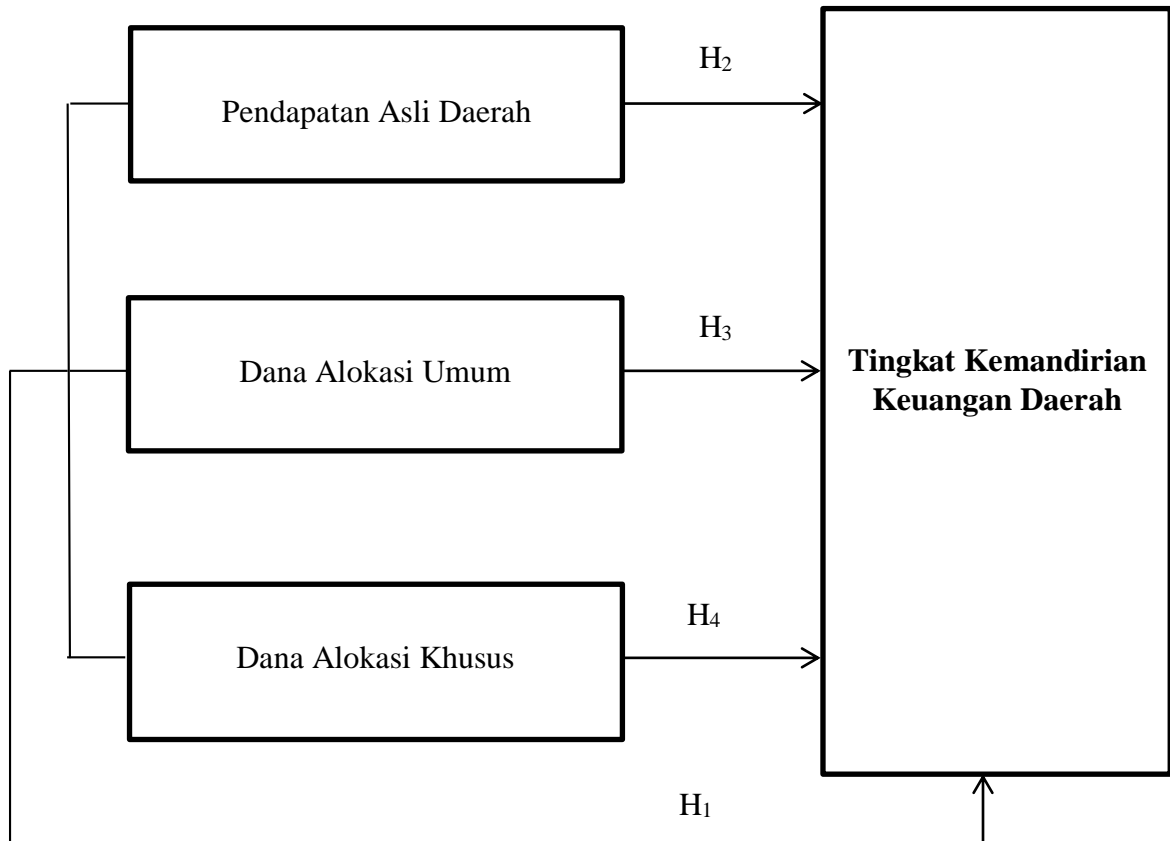 H₂
Pendapatan Asli Daerah
H₃
Dana Alokasi Umum
Tingkat Kemandirian
Keuangan Daerah
H₄
Dana Alokasi Khusus
H₁